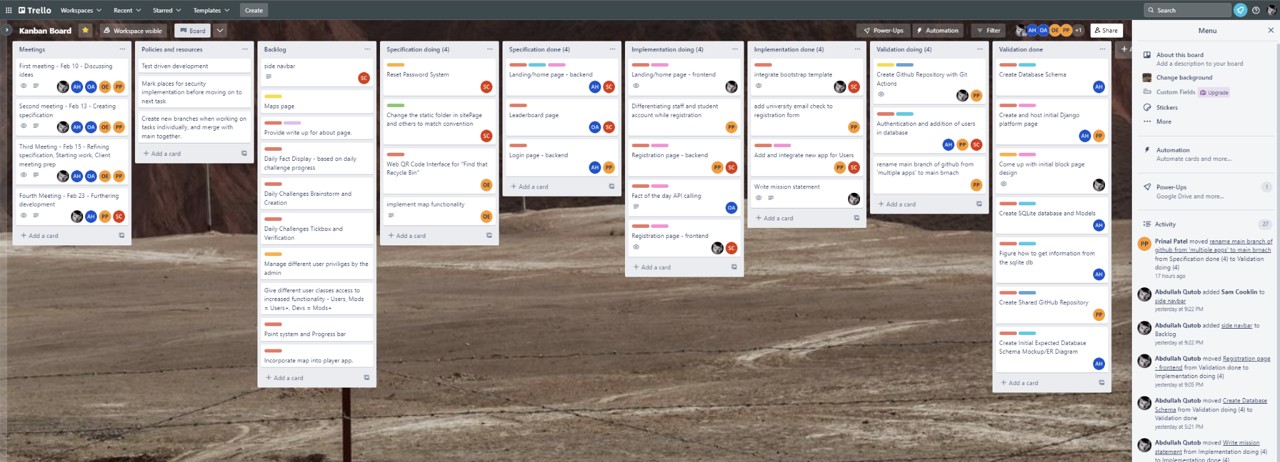 Trello
Workspaces
Recent
Starred
Templates
Create
Search
Kanban Board
Workspace visible
Board
Power-Ups
Automation
Filter
AH
OA
OE
PP
+1
Share
Meetings
First meeting - Feb 10 - Discussing
ideas
AH OA OE PP
Second meeting - Feb 13 - Creating
specification
AH OA OE PP
Third Meeting - Feb 15 - Refining
specification, Starting work, Client
meeting prep
AH OA OE PP
Fourth Meeting - Feb 23 - Furthering
development
AH PP SC
+ Add a card
Policies and resources
Test driven development
Mark places for security
implementation before moving on to
next task
Create new branches when working on
tasks individually, and merge with
main together.
+ Add a card
Backlog
side navbar
SC
Maps page
Provide write up for about page.
Daily Fact Display - based on daily
challenge progress
Daily Challenges Brainstorm and
Creation
Daily Challenges Tickbox and
Verification
Manage different user priviliges by the
admin
Give different user classes access to
increased functionality - Users, Mods
= Users+, Devs = Mods+
Point system and Progress bar
Incorporate map into player app.
+ Add a card
Specification doing (4)
Reset Password System
SC
Change the static folder in sitePage
and others to match convention
SC
Web QR Code Interface for "Find that
Recycle Bin"
OE
implement map functionality
OE
+ Add a card
Specification done (4)
Landing/home page - backend
AH SC
Leaderboard page
OA SC
Login page - backend
AH PP
+ Add a card
Implementation doing (4)
Landing/home page - frontend
Differentiating staff and student
account while registration
PP
Registration page - backend
PP SC
Fact of the day API calling
OA
Registration page - frontend
SC
+ Add a card
Implementation done (4)
integrate bootstrap template
SC
add university email check to
registration form
PP
Add and integrate new app for Users
PP SC
Write mission statement
+ Add a card
Validation doing (4)
Create Github Repository with Git
Actions
PP
Authentication and addition of users
in database
AH PP SC
rename main branch of github from
'multiple apps' to main brnach
PP
+ Add a card
Validation done
Create Database Schema
AH
Create and host initial Django
platform page
AH PP
Come up with initial block page
design
Create SQLite database and Models
AH
Figure how to get information from
the sqlite db
AH
Create Shared GitHub Repository
PP
Create Initial Expected Database
Schema Mockup/ER Diagram
AH
+ Add a card
+ A
Menu
About this board
Add a description to your board
Change background
Custom Fields Upgrade
Stickers
More
Automation
Automate cards and more...
Power-Ups 1
Google Drive and more...
Activity 27
PP
Prinal Patel moved rename main branch of
github from 'multiple apps' to main brnach
from Specification done (4) to Validation
doing (4)
17 hours ago
Abdullah Qutob added Sam Cooklin to
side navbar
yesterday at 9:22 PM
Abdullah Qutob added side navbar to
Backlog
yesterday at 9:02 PM
Abdullah Qutob moved Registration page
- frontend from Validation done to
Implementation doing (4)
yesterday at 9:05 PM
Abdullah Qutob moved Create Database
Schema from Validation doing (4) to
Validation done
yesterday at 5:21 PM
Abdullah Qutob moved Write mission
statement from Implementation doing (4)
to Implementation done (4)